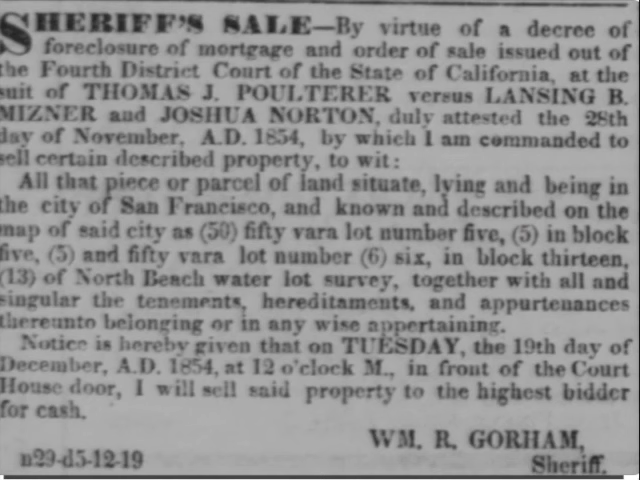 SHERIFF'S SALE—By virtue of a decree of
foreclosure of mortgage and order of sale issued out of
the Fourth District Court of the State of California, at the
suit of THOMAS J. POULTERER versus LANSING B.
MIZNER and JOSHUA NORTON, duly attested the 28th
day of November, A.D. 1854, by which I am commanded to
sell certain described property, to wit:
All that piece or parcel of land situate, lying and being in
the city of San Francisco, and known and described on the
map of said city as (50) fifty vara lot number five, (5) in block
five, (5) and fifty vara lot number (6) six, in block thirteen,
(13) of North Beach water lot survey, together with all and
singular the tenements, hereditaments, and appurtenances
thereunto belonging or in any wise appertaining.
Notice is hereby given that on TUESDAY, the 19th day of
December, A.D. 1854, at 12 o'clock M., in front of the Court
House door, I will sell said property to the highest bidder
for cash.
WM. R. GORHAM,
n29-d5-12-19 Sheriff.